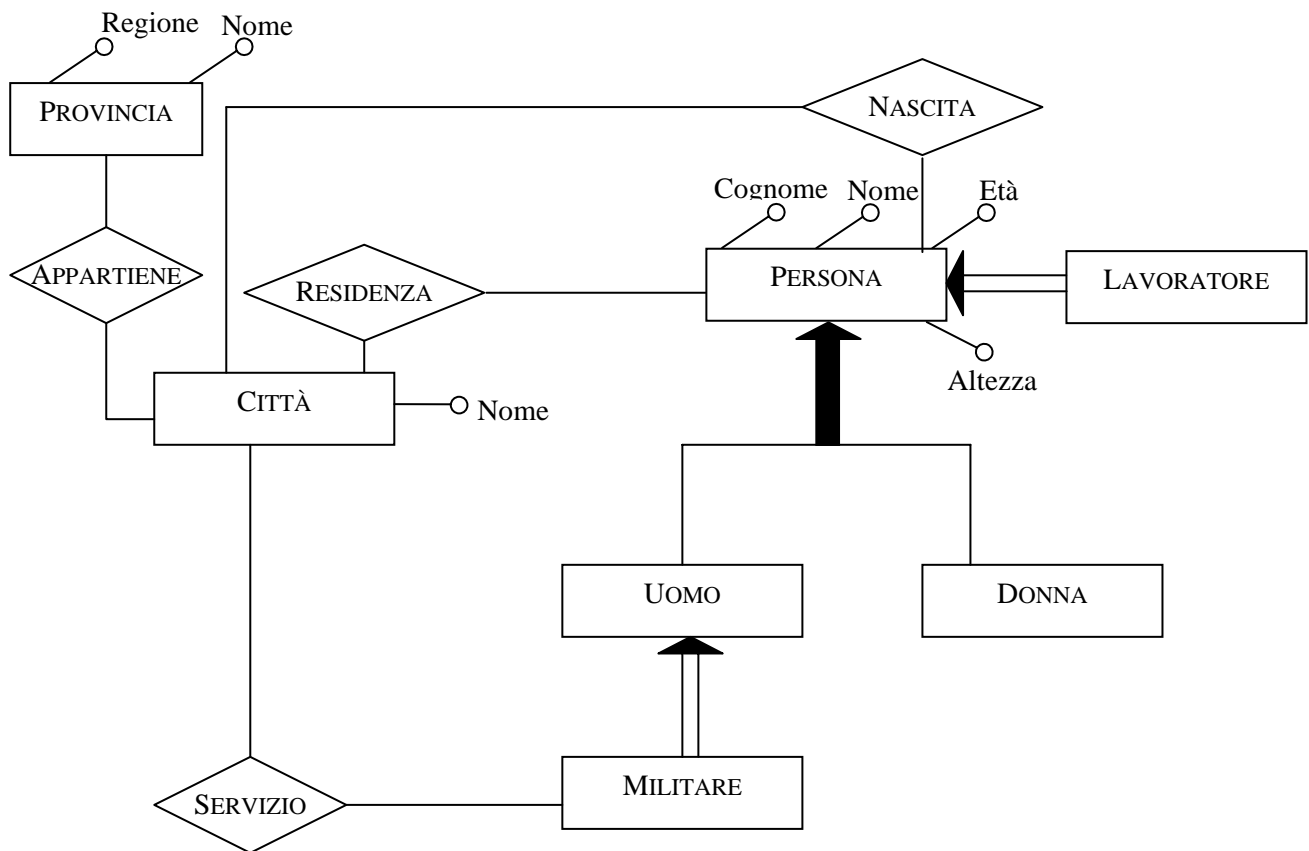 Regione
Nome
PROVINCIA
NASCITA
Cognome
Nome
Età
APPARTIENE
RESIDENZA
PERSONA
LAVORATORE
Altezza
CITTÀ
Nome
UOMO
DONNA
SERVIZIO
MILITARE